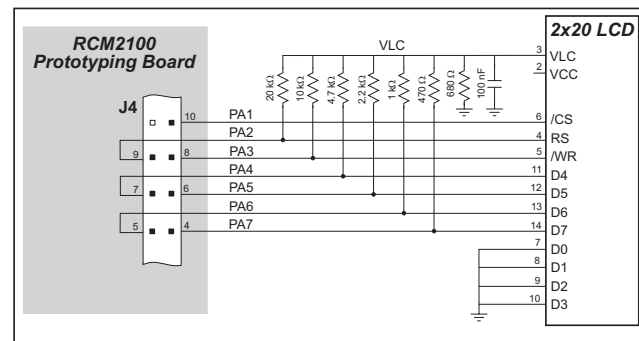 RCM2100
Prototyping Board
2x20 LCD
VLC
3 VLC
2 VCC
20 kΩ
10 kΩ
4.7 kΩ
2.2 kΩ
1 kΩ
470 Ω
680 Ω
100 nF
J4
10 PA1 6 /CS
PA2 4 RS
9 8 PA3 5 /WR
PA4 11 D4
7 6 PA5 12 D5
PA6 13 D6
5 4 PA7 14 D7
7 D0
8 D1
9 D2
10 D3